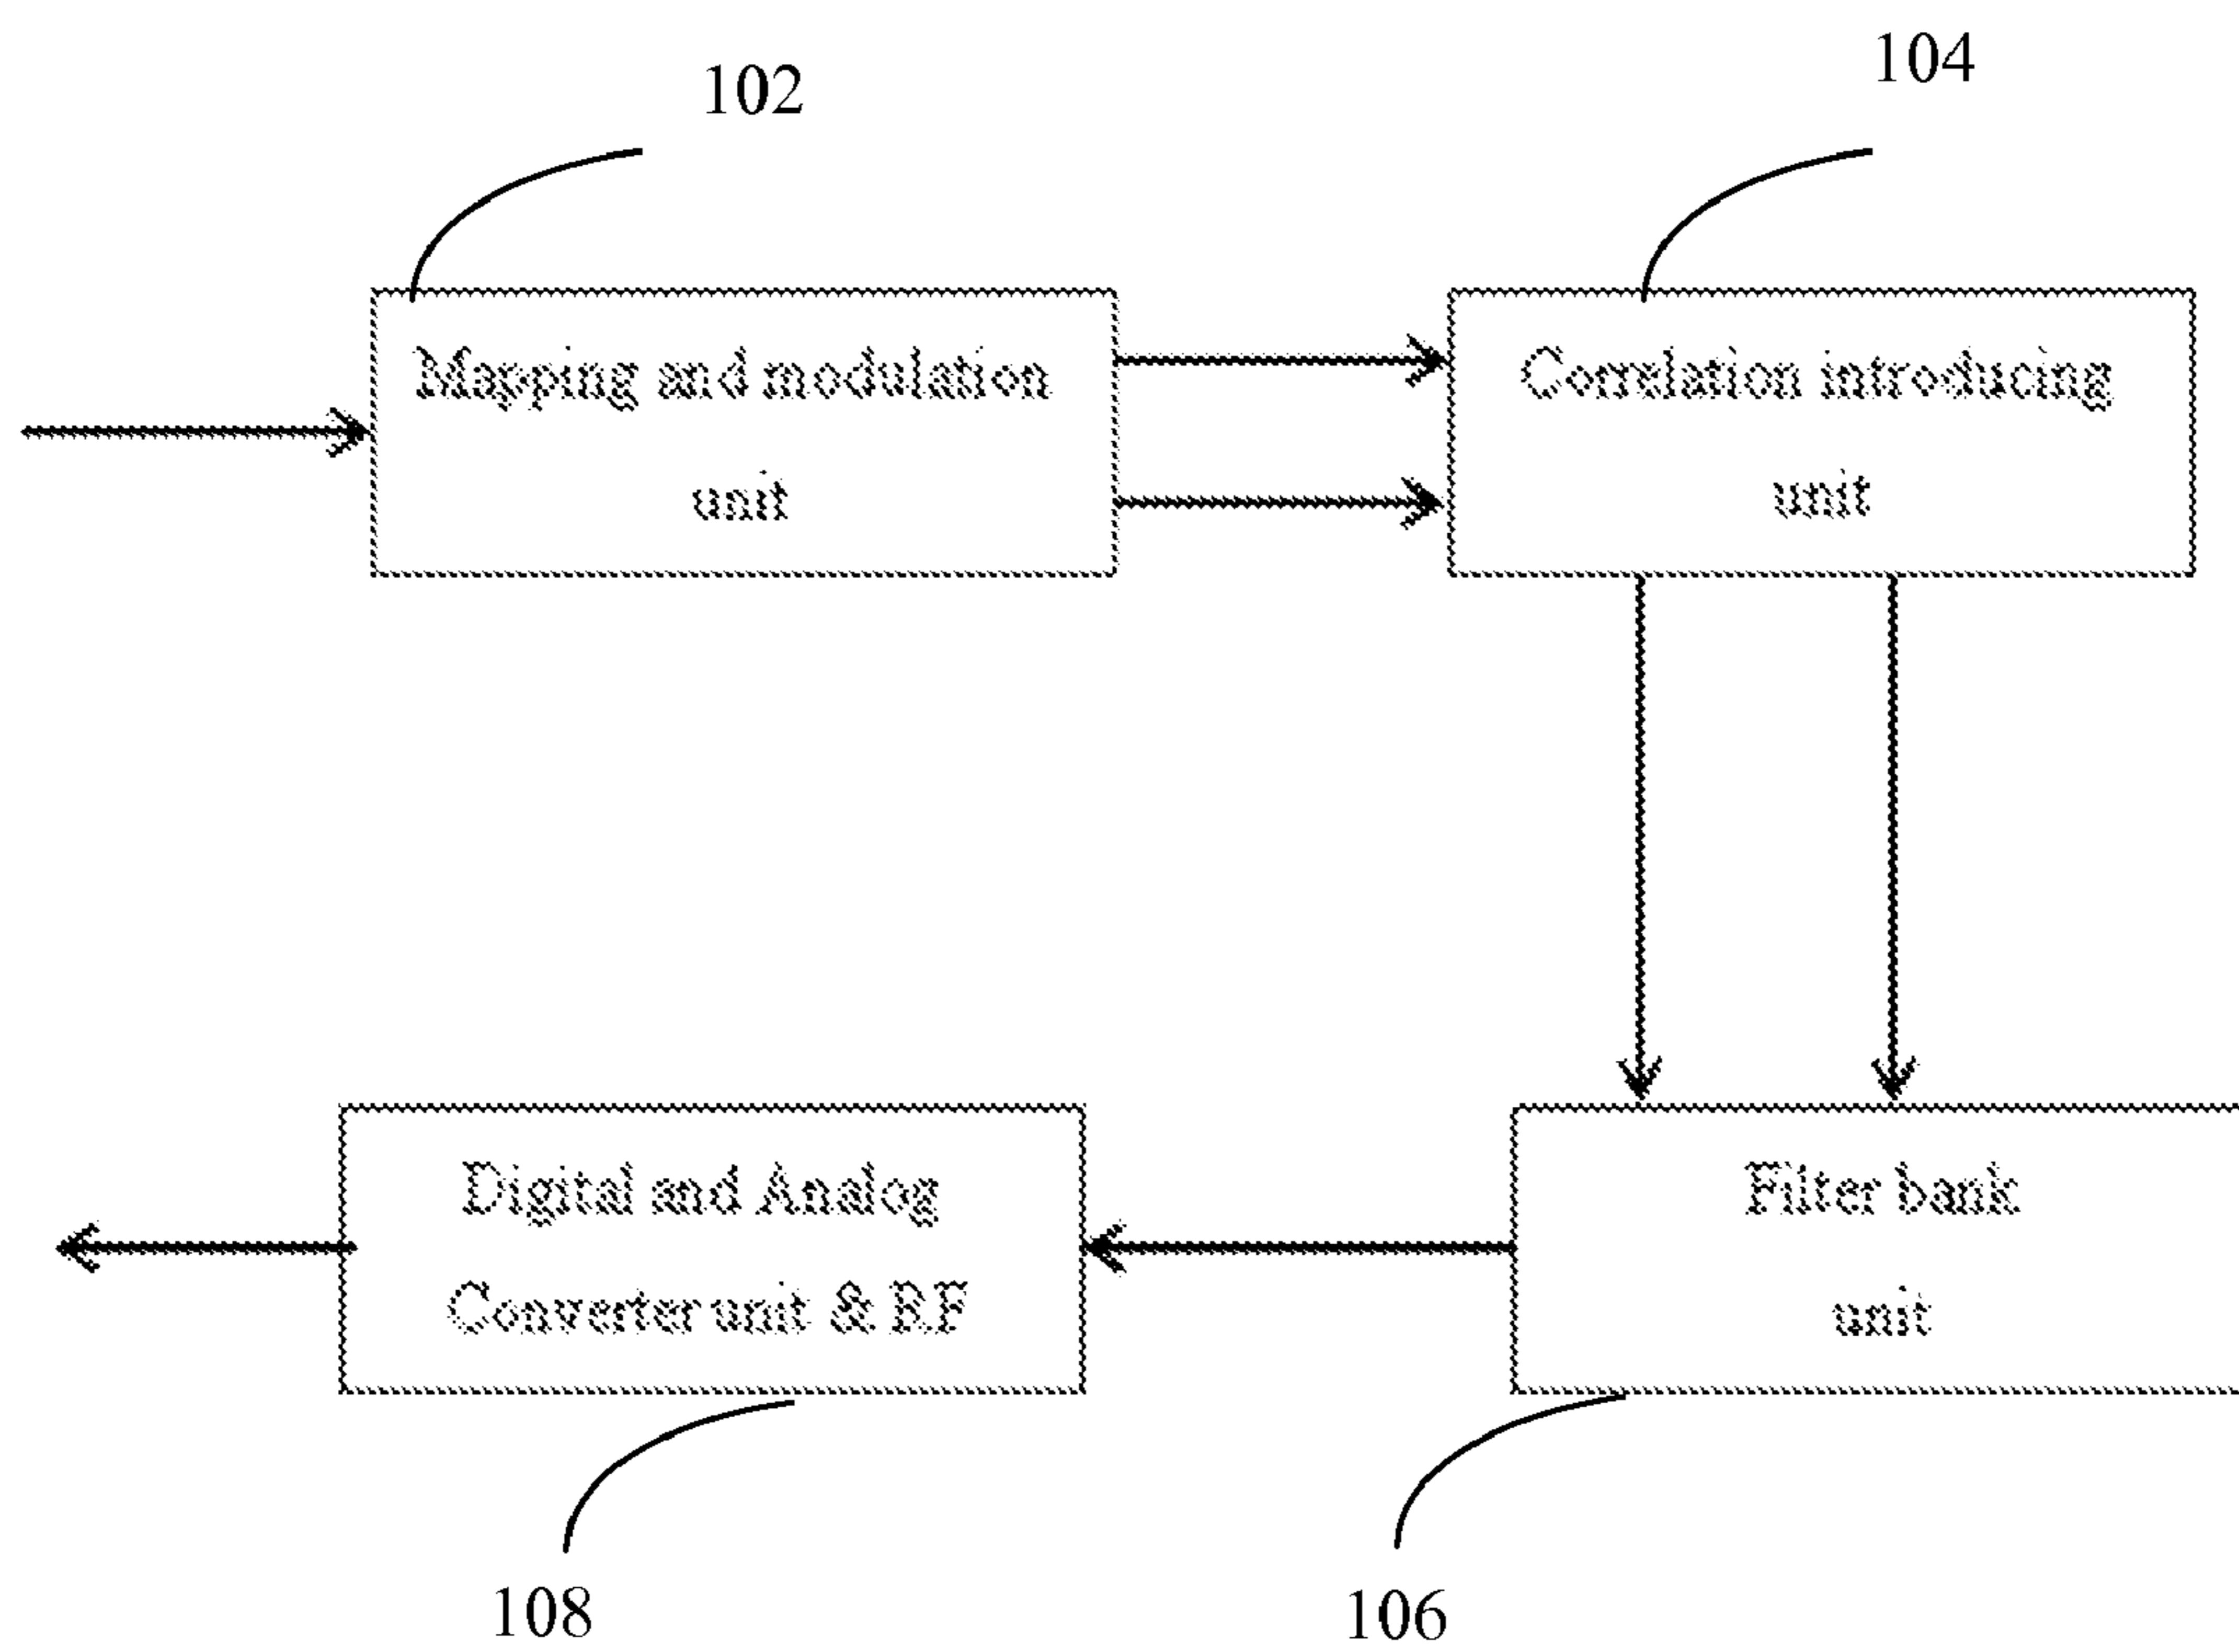 102
104
Mapping and modulation
unit
Correlation introducing
unit
Digital and Analog
Converter unit & RF
Filter bank
unit
108
106